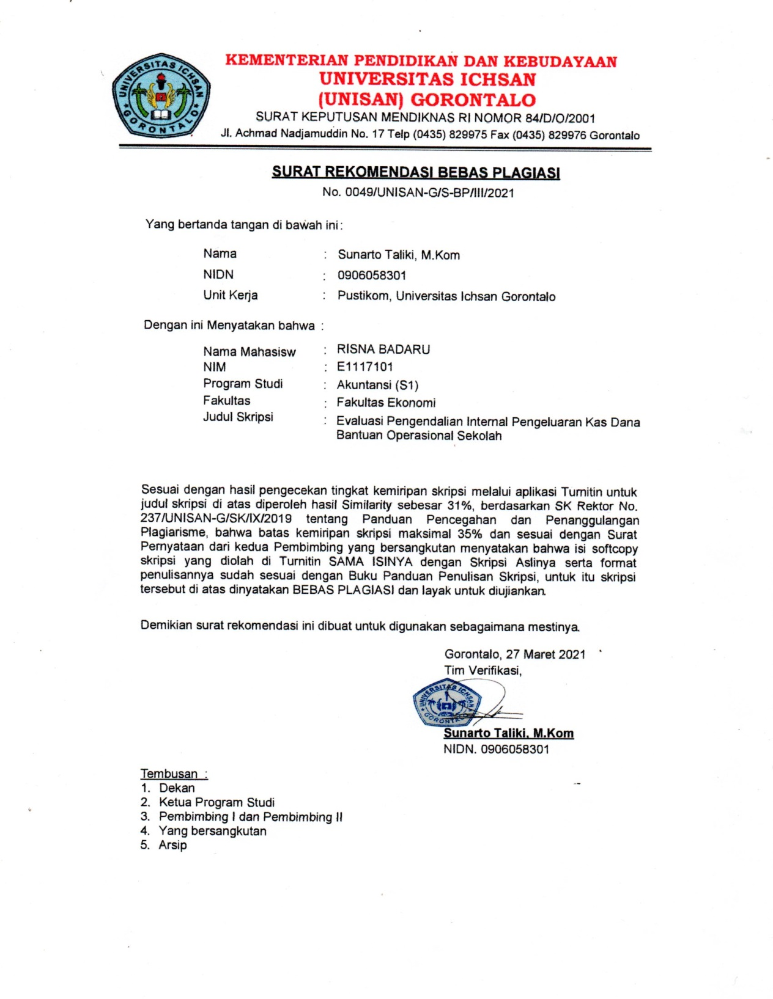 UNIVERSITAS ICHSAN
GORONTALO
KEMENTERIAN PENDIDIKAN DAN KEBUDAYAAN
UNIVERSITAS ICHSAN
(UNISAN) GORONTALO
SURAT KEPUTUSAN MENDIKNAS RI NOMOR 84/D/O/2001
Jl. Achmad Nadjamuddin No. 17 Telp (0435) 829975 Fax (0435) 829976 Gorontalo
SURAT REKOMENDASI BEBAS PLAGIASI
No. 0049/UNISAN-G/S-BP/III/2021
Yang bertanda tangan di bawah ini :
Nama : Sunarto Taliki, M.Kom
NIDN : 0906058301
Unit Kerja : Pustikom, Universitas Ichsan Gorontalo
Dengan ini Menyatakan bahwa :
Nama Mahasisw : RISNA BADARU
NIM : E1117101
Program Studi : Akuntansi (S1)
Fakultas : Fakultas Ekonomi
Judul Skripsi : Evaluasi Pengendalian Internal Pengeluaran Kas Dana
Bantuan Operasional Sekolah
Sesuai dengan hasil pengecekan tingkat kemiripan skripsi melalui aplikasi Turnitin untuk
judul skripsi di atas diperoleh hasil Similarity sebesar 31%, berdasarkan SK Rektor No.
237/UNISAN-G/SK/IX/2019 tentang Panduan Pencegahan dan Penanggulangan
Plagiarisme, bahwa batas kemiripan skripsi maksimal 35% dan sesuai dengan Surat
Pernyataan dari kedua Pembimbing yang bersangkutan menyatakan bahwa isi softcopy
skripsi yang diolah di Turnitin SAMA ISINYA dengan Skripsi Aslinya serta format
penulisannya sudah sesuai dengan Buku Panduan Penulisan Skripsi, untuk itu skripsi
tersebut di atas dinyatakan BEBAS PLAGIASI dan layak untuk diujiankan.
Demikian surat rekomendasi ini dibuat untuk digunakan sebagaimana mestinya.
Gorontalo, 27 Maret 2021
Tim Verifikasi,
UNIVERSITAS ICHSAN
GORONTALO
Sunarto Taliki, M.Kom
NIDN. 0906058301
Tembusan :
1. Dekan
2. Ketua Program Studi
3. Pembimbing I dan Pembimbing II
4. Yang bersangkutan
5. Arsip